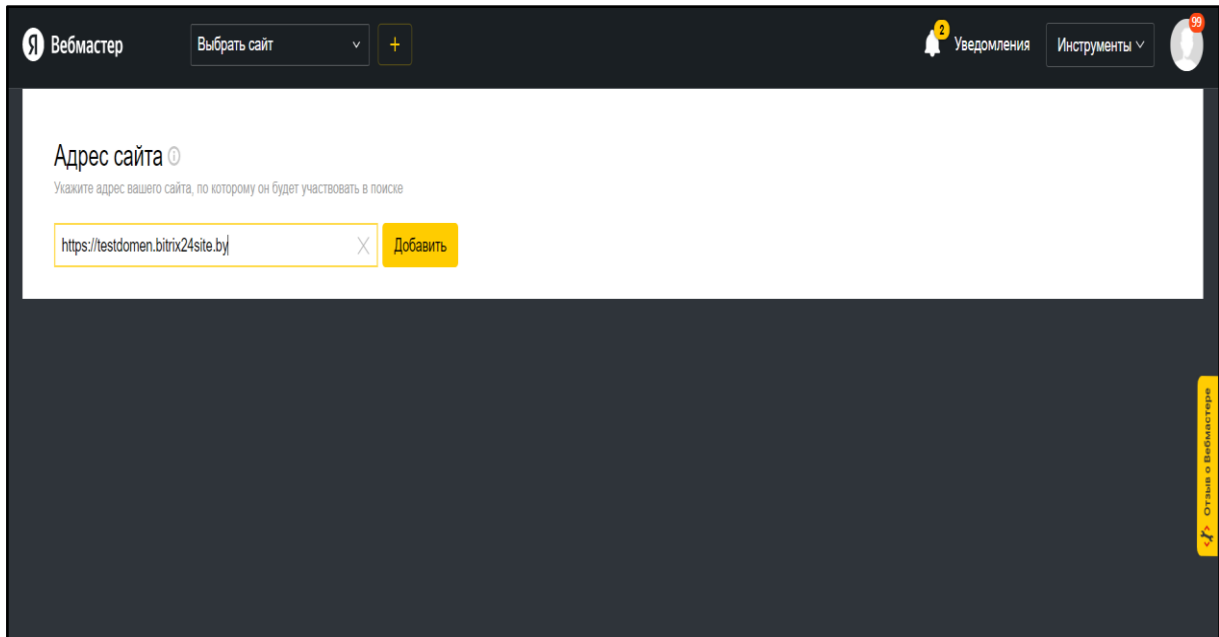 Я Вебмастер
Выбрать сайт
+
2
Уведомления
Инструменты
99
Адрес сайта
Укажите адрес вашего сайта, по которому он будет участвовать в поиске
https://testdomen.bitrix24site.by
Добавить
Отзыв о Вебмастере